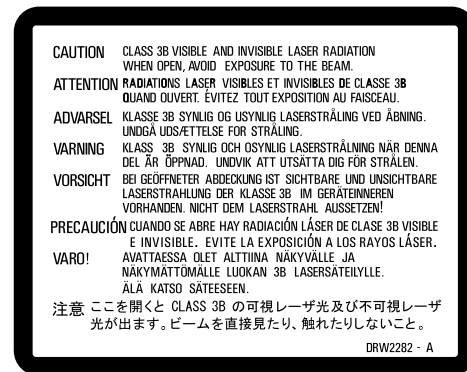 CAUTION CLASS 3B VISIBLE AND INVISIBLE LASER RADIATION
WHEN OPEN, AVOID EXPOSURE TO THE BEAM.
ATTENTION RADIATIONS LASER VISIBLES ET INVISIBLES DE CLASSE 3B
QUAND OUVERT. ÉVITEZ TOUT EXPOSITION AU FAISCEAU.
ADVARSEL KLASSE 3B SYNLIG OG USYNLIG LASERSTRÅLING VED ÅBNING.
UNDGÅ UDSÆTTELSE FOR STRÅLING.
VARNING KLASS 3B SYNLIG OCH OSYNLIG LASERSTRÅLNING NÄR DENNA
DEL ÄR ÖPPNAD. UNDVIK ATT UTSÄTTA DIG FÖR STRÅLEN.
VORSICHT BEI GEÖFFNETER ABDECKUNG IST SICHTBARE UND UNSICHTBARE
LASERSTRAHLUNG DER KLASSE 3B IM GERÄTEINNEREN
VORHANDEN. NICHT DEM LASERSTRAHL AUSSETZEN!
PRECAUCIÓN CUANDO SE ABRE HAY RADIACIÓN LÁSER DE CLASE 3B VISIBLE
E INVISIBLE. EVITE LA EXPOSICIÓN A LOS RAYOS LÁSER.
VARO! AVATTAESSA OLET ALTTIINA NÄKYVÄLLE JA
NÄKYMÄTTÖMÄLLE LUOKAN 3B LASERSÄTEILYLLE.
ÄLÄ KATSO SÄTEESEEN.
注意 ここを開くと CLASS 3B の可視レーザ光及び不可視レーザ
光が出ます。ビームを直接見たり、触れたりしないこと。
DRW2282 - A